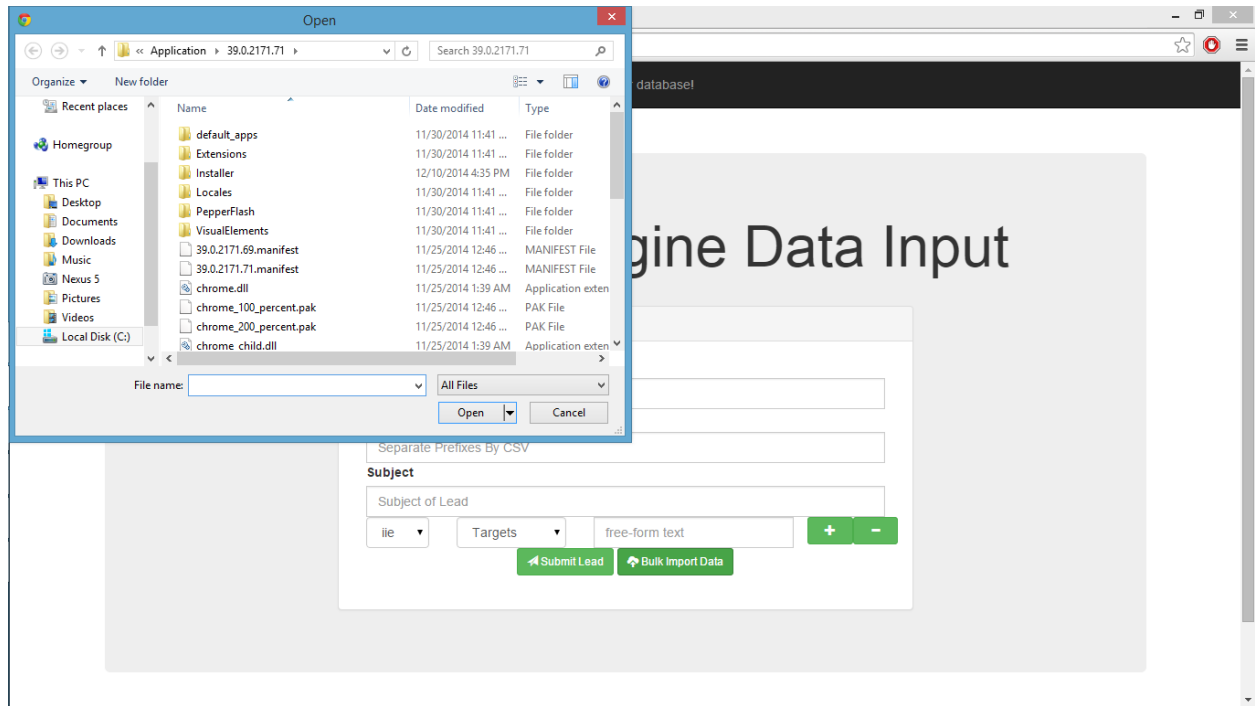 Open
« Application 39.0.2171.71
Search 39.0.2171.71
Organize New folder
Recent places
Homegroup
This PC
Desktop
Documents
Downloads
Music
Nexus 5
Pictures
Videos
Local Disk (C:)
Name Date modified Type
default_apps 11/30/2014 11:41 ... File folder
Extensions 11/30/2014 11:41 ... File folder
Installer 12/10/2014 4:35 PM File folder
Locales 11/30/2014 11:41 ... File folder
PepperFlash 11/30/2014 11:41 ... File folder
VisualElements 11/30/2014 11:41 ... File folder
39.0.2171.69.manifest 11/25/2014 12:46 ... MANIFEST File
39.0.2171.71.manifest 11/25/2014 12:46 ... MANIFEST File
chrome.dll 11/25/2014 1:39 AM Application exten
chrome_100_percent.pak 11/25/2014 12:46 ... PAK File
chrome_200_percent.pak 11/25/2014 12:46 ... PAK File
chrome_child.dll 11/25/2014 1:39 AM Application exten
File name: All Files
Open Cancel
database!
gine Data Input
Separate Prefixes By CSV
Subject
Subject of Lead
iie Targets free-form text + −
Submit Lead Bulk Import Data